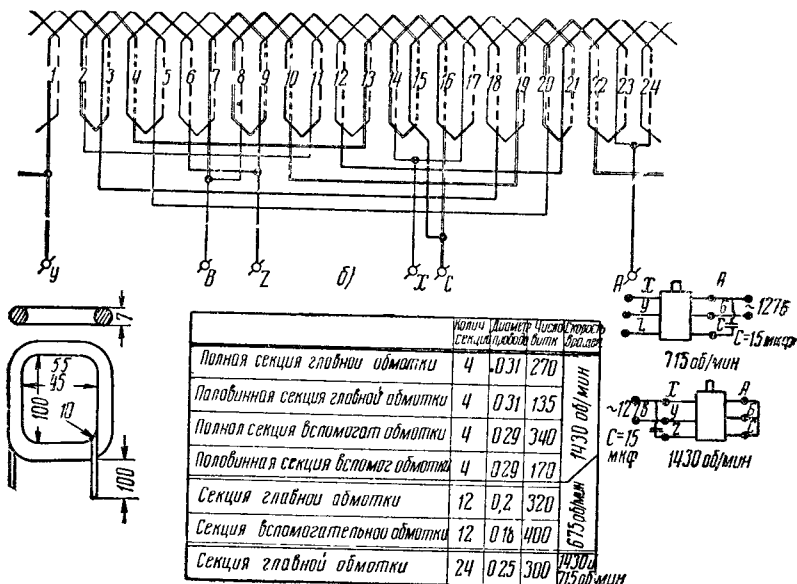 1 2 3 4 5 6 7 8 9 10 11 12 13 14 15 16 17 18 19 20 21 22 23 24
У В Z б) X С А
7
55
45
100
10
100
Колич секций Диаметр провода Число витк Скорость вращен
Полная секция главной обмотки 4 0,31 270
Половинная секция главной обмотки 4 0,31 135
Полная секция вспомогат обмотки 4 0,29 340
Половинная секция вспомог обмотки 4 0,29 170
1430 об/мин
Секция главной обмотки 12 0,2 320
Секция вспомогательной обмотки 12 0,18 400
675 об/мин
Секция главной обмотки 24 0,25 300 1430 и 715 об-мин
X А
У Б ~127в
Z С C=1,5 мкф
715 об/мин
~127в X А
У Б
C=1,5 мкф Z С
1430 об/мин